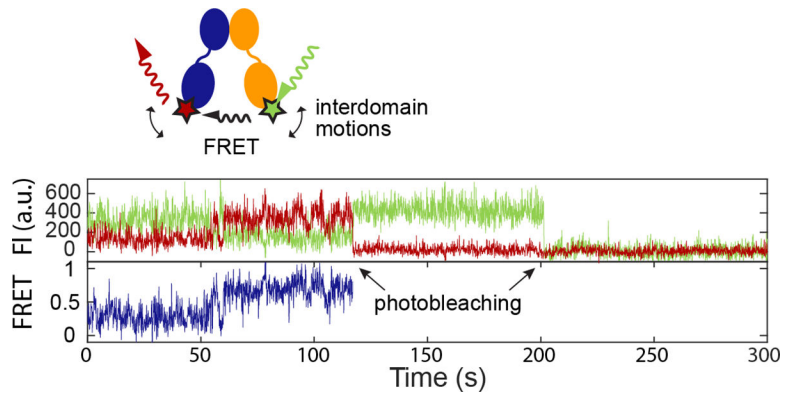 interdomain
motions
FRET
FI (a.u.)
600
400
200
0
FRET
1
0.5
0
photobleaching
0 50 100 150 200 250 300
Time (s)